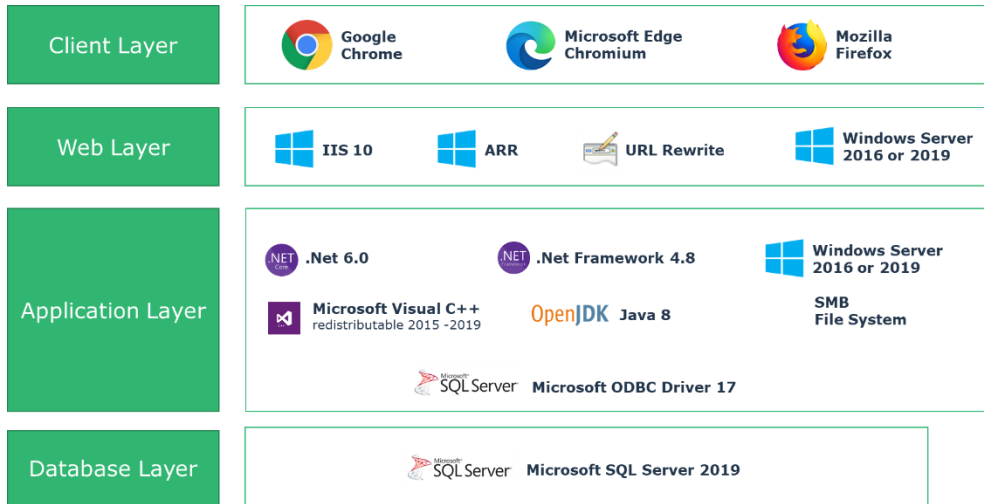 Client Layer
Google
Chrome
Microsoft Edge
Chromium
Mozilla
Firefox
Web Layer
IIS 10
ARR
URL Rewrite
Windows Server
2016 or 2019
Application Layer
.NET
Core
.Net 6.0
.NET
Framework
.Net Framework 4.8
Windows Server
2016 or 2019
Microsoft Visual C++
redistributable 2015 -2019
OpenJDK
Java 8
SMB
File System
Microsoft
SQL Server
Microsoft ODBC Driver 17
Database Layer
Microsoft
SQL Server
Microsoft SQL Server 2019